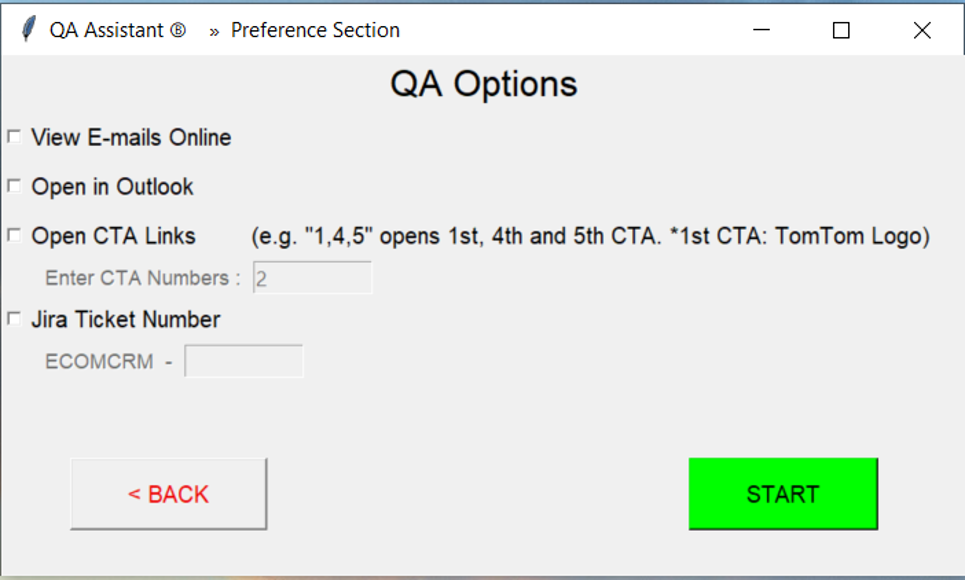 QA Assistant ® » Preference Section
QA Options
View E-mails Online
Open in Outlook
Open CTA Links (e.g. "1,4,5" opens 1st, 4th and 5th CTA. *1st CTA: TomTom Logo)
Enter CTA Numbers : 2
Jira Ticket Number
ECOMCRM -
< BACK START